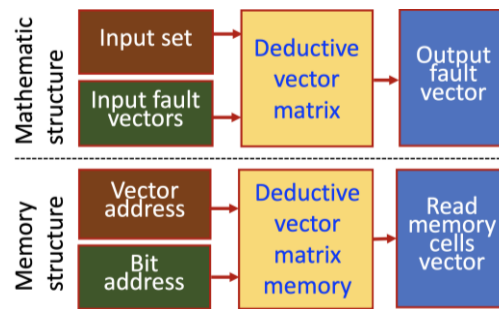 Mathematic
structure
Input set
Input fault
vectors
Deductive
vector
matrix
Output
fault
vector
Memory
structure
Vector
address
Bit
address
Deductive
vector
matrix
memory
Read
memory
cells
vector